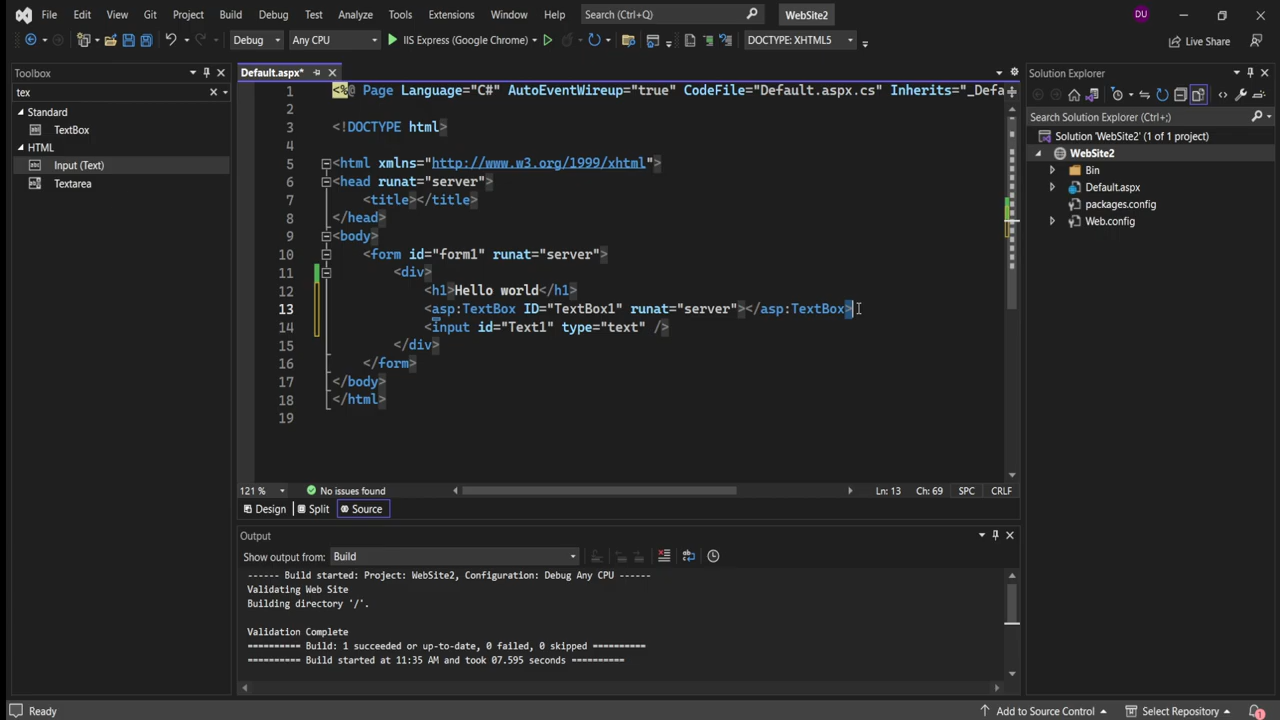 File Edit View Git Project Build Debug Test Analyze Tools Extensions Window Help Search (Ctrl+Q) WebSite2 DU
Debug Any CPU IIS Express (Google Chrome) DOCTYPE: XHTML5 Live Share
Toolbox
tex
Standard
TextBox
HTML
Input (Text)
Textarea
Default.aspx*
1 <%@ Page Language="C#" AutoEventWireup="true" CodeFile="Default.aspx.cs" Inherits="_Defa
2
3 <!DOCTYPE html>
4
5 <html xmlns="http://www.w3.org/1999/xhtml">
6 <head runat="server">
7 <title></title>
8 </head>
9 <body>
10 <form id="form1" runat="server">
11 <div>
12 <h1>Hello world</h1>
13 <asp:TextBox ID="TextBox1" runat="server"></asp:TextBox>
14 <input id="Text1" type="text" />
15 </div>
16 </form>
17 </body>
18 </html>
19
121 % No issues found Ln: 13 Ch: 69 SPC CRLF
Design Split Source
Output
Show output from: Build
------ Build started: Project: WebSite2, Configuration: Debug Any CPU ------
Validating Web Site
Building directory '/'.
Validation Complete
========== Build: 1 succeeded or up-to-date, 0 failed, 0 skipped ==========
========== Build started at 11:35 AM and took 07.595 seconds ==========
Solution Explorer
Search Solution Explorer (Ctrl+;)
Solution 'WebSite2' (1 of 1 project)
WebSite2
Bin
Default.aspx
packages.config
Web.config
Ready Add to Source Control Select Repository 1